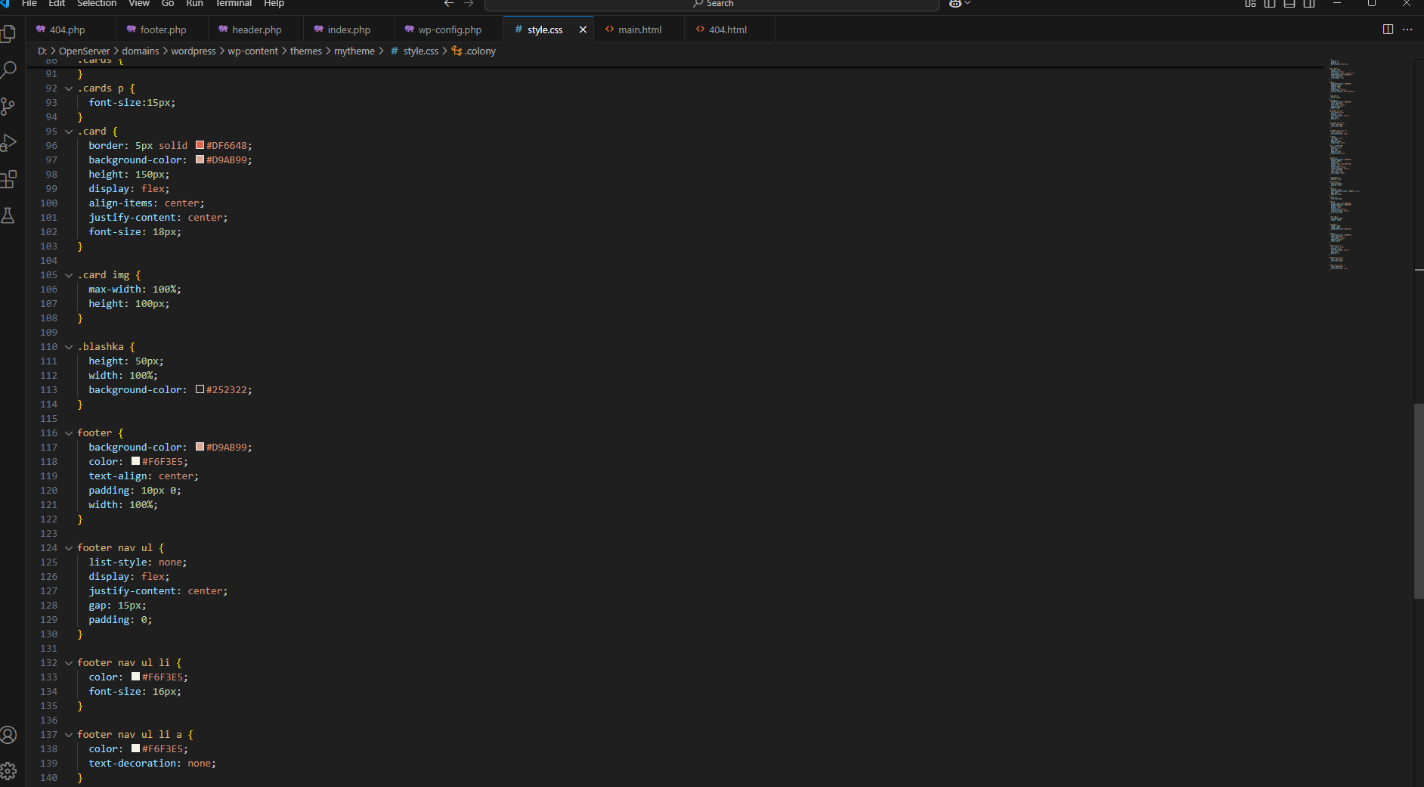 File Edit Selection View Go Run Terminal Help Search
404.php footer.php header.php index.php wp-config.php style.css main.html 404.html
D: > OpenServer > domains > wordpress > wp-content > themes > mytheme > style.css > .colony
86 .cards {
91 }
92 .cards p {
93 font-size:15px;
94 }
95 .card {
96 border: 5px solid #DF6648;
97 background-color: #D9AB99;
98 height: 150px;
99 display: flex;
100 align-items: center;
101 justify-content: center;
102 font-size: 18px;
103 }
104
105 .card img {
106 max-width: 100%;
107 height: 100px;
108 }
109
110 .blashka {
111 height: 50px;
112 width: 100%;
113 background-color: #252322;
114 }
115
116 footer {
117 background-color: #D9AB99;
118 color: #F6F3E5;
119 text-align: center;
120 padding: 10px 0;
121 width: 100%;
122 }
123
124 footer nav ul {
125 list-style: none;
126 display: flex;
127 justify-content: center;
128 gap: 15px;
129 padding: 0;
130 }
131
132 footer nav ul li {
133 color: #F6F3E5;
134 font-size: 16px;
135 }
136
137 footer nav ul li a {
138 color: #F6F3E5;
139 text-decoration: none;
140 }